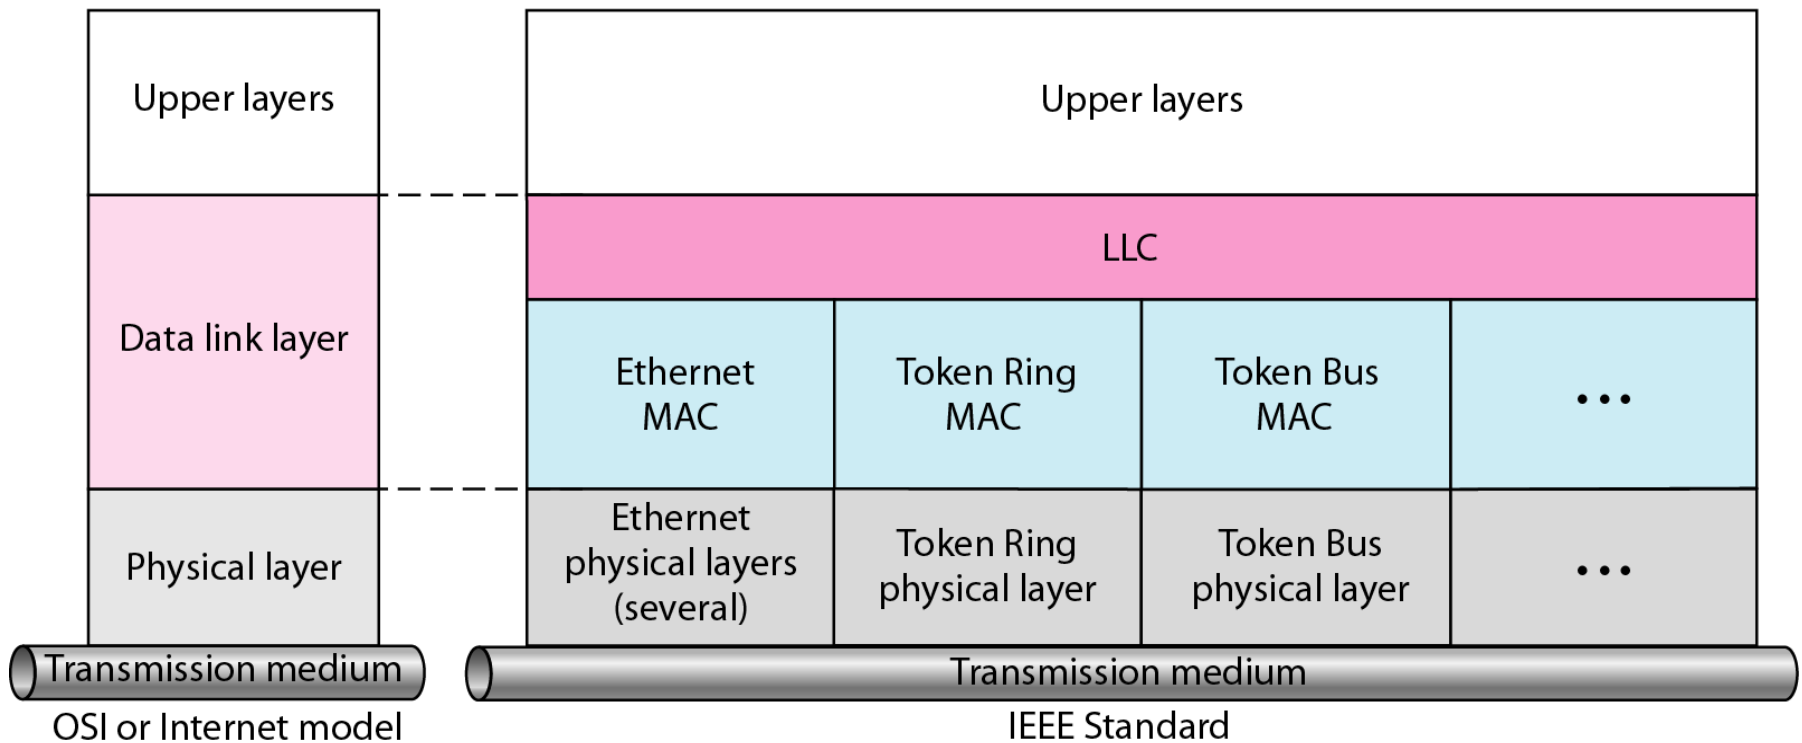 Upper layers
Data link layer
Physical layer
Transmission medium
OSI or Internet model
Upper layers
LLC
Ethernet
MAC
Token Ring
MAC
Token Bus
MAC
...
Ethernet
physical layers
(several)
Token Ring
physical layer
Token Bus
physical layer
...
Transmission medium
IEEE Standard